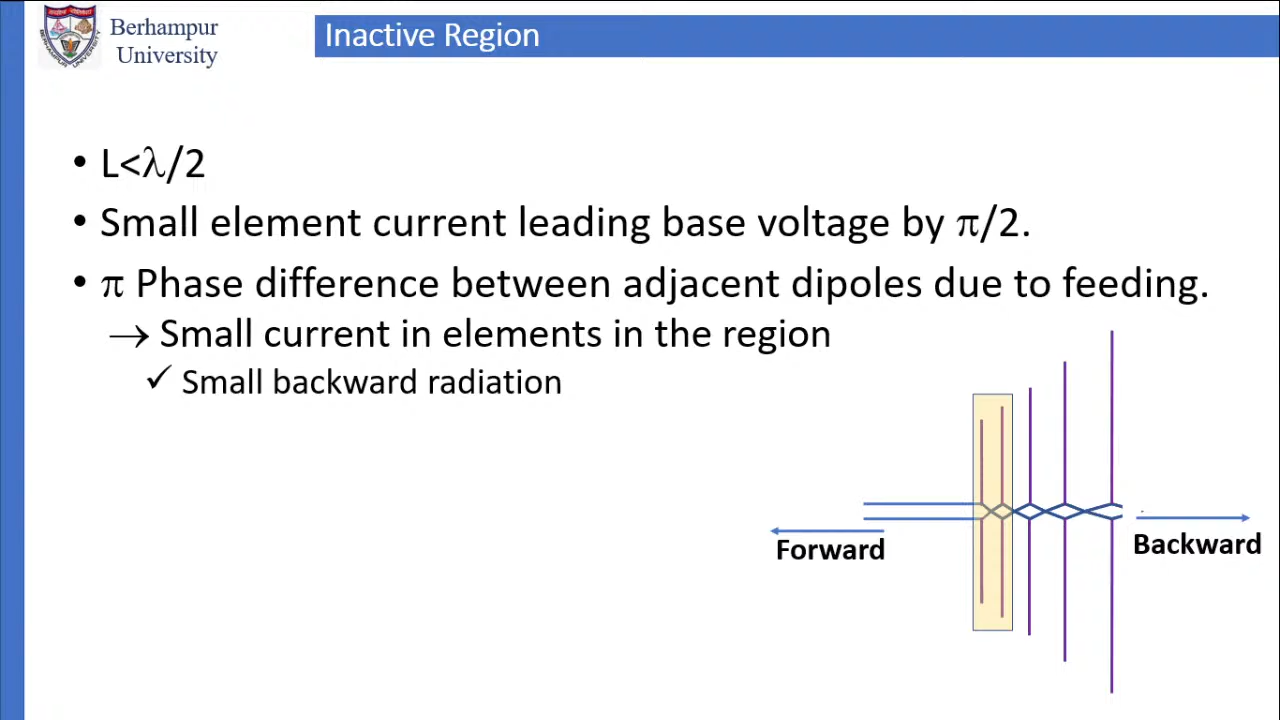 Berhampur
University
Inactive Region
• L<λ/2
• Small element current leading base voltage by π/2.
• π Phase difference between adjacent dipoles due to feeding.
→ Small current in elements in the region
✓ Small backward radiation
Forward
Backward